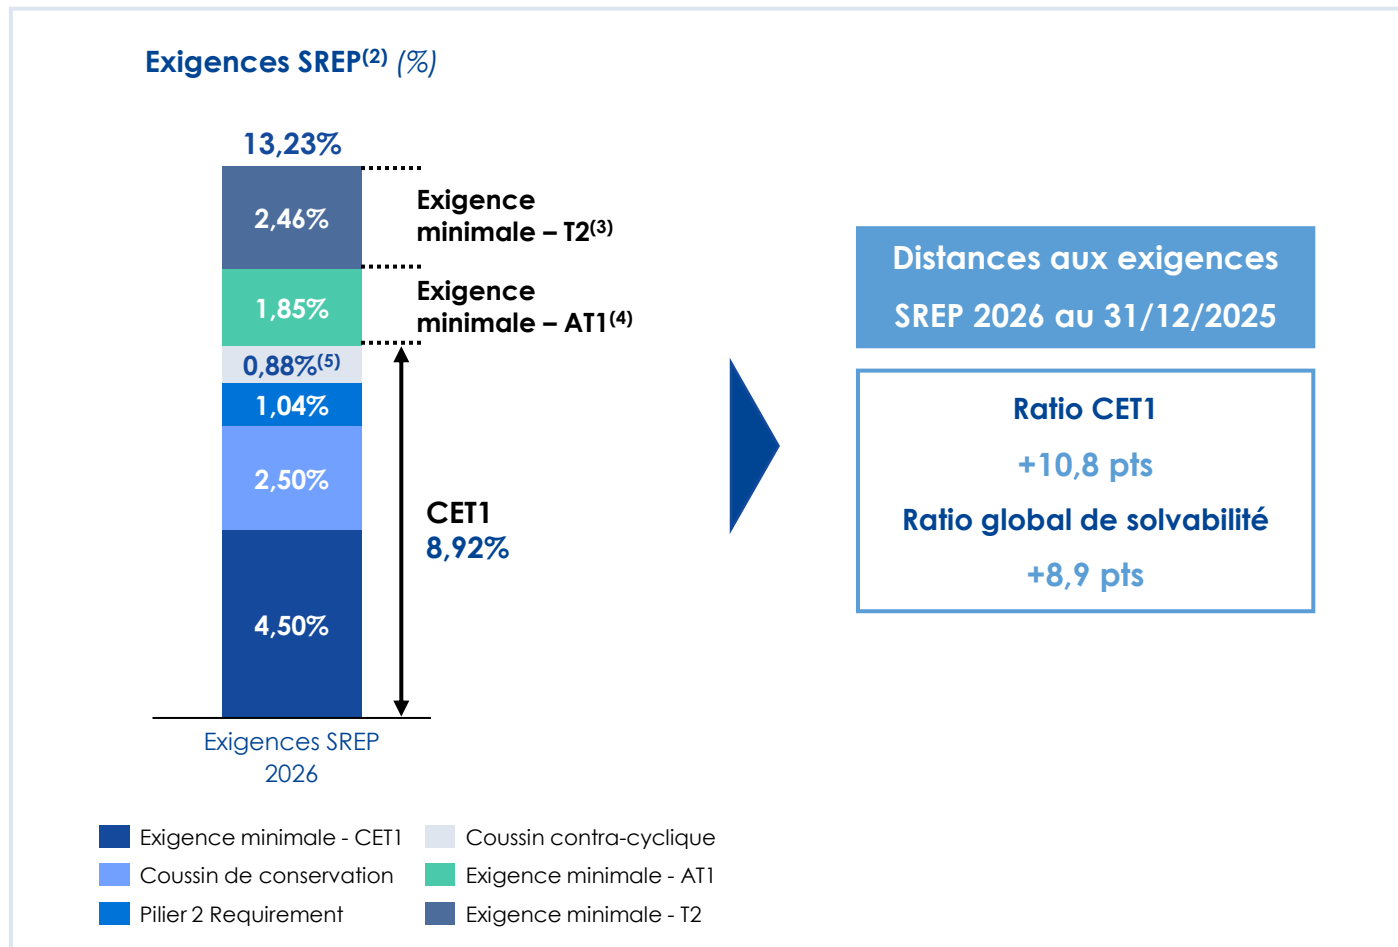 Exigences SREP(2) (%)
13,23%
2,46%
Exigence
minimale – T2(3)
1,85%
Exigence
minimale – AT1(4)
0,88%(5)
1,04%
2,50%
CET1
8,92%
4,50%
Exigences SREP
2026
Exigence minimale - CET1
Coussin contra-cyclique
Coussin de conservation
Exigence minimale - AT1
Pilier 2 Requirement
Exigence minimale - T2
Distances aux exigences
SREP 2026 au 31/12/2025
Ratio CET1
+10,8 pts
Ratio global de solvabilité
+8,9 pts